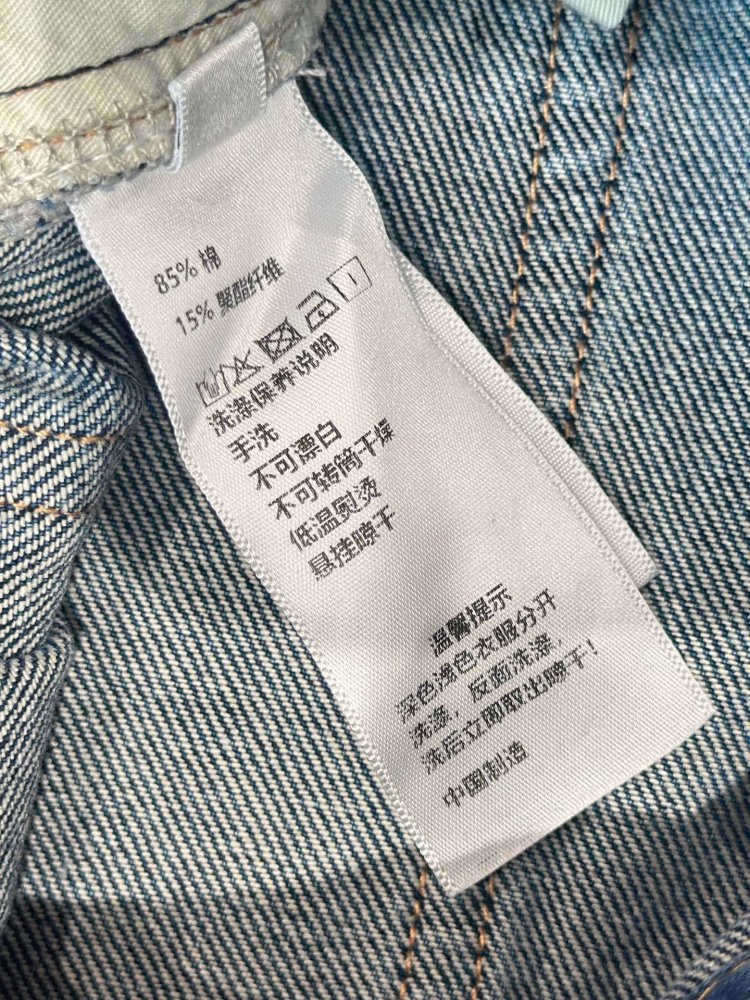 85% 棉
15% 聚酯纤维
洗涤保养说明
手洗
不可漂白
不可转筒干燥
低温熨烫
悬挂晾干
温馨提示
深色浅色衣服分开
洗涤，反面洗涤，
洗后立即取出晾干！
中国制造